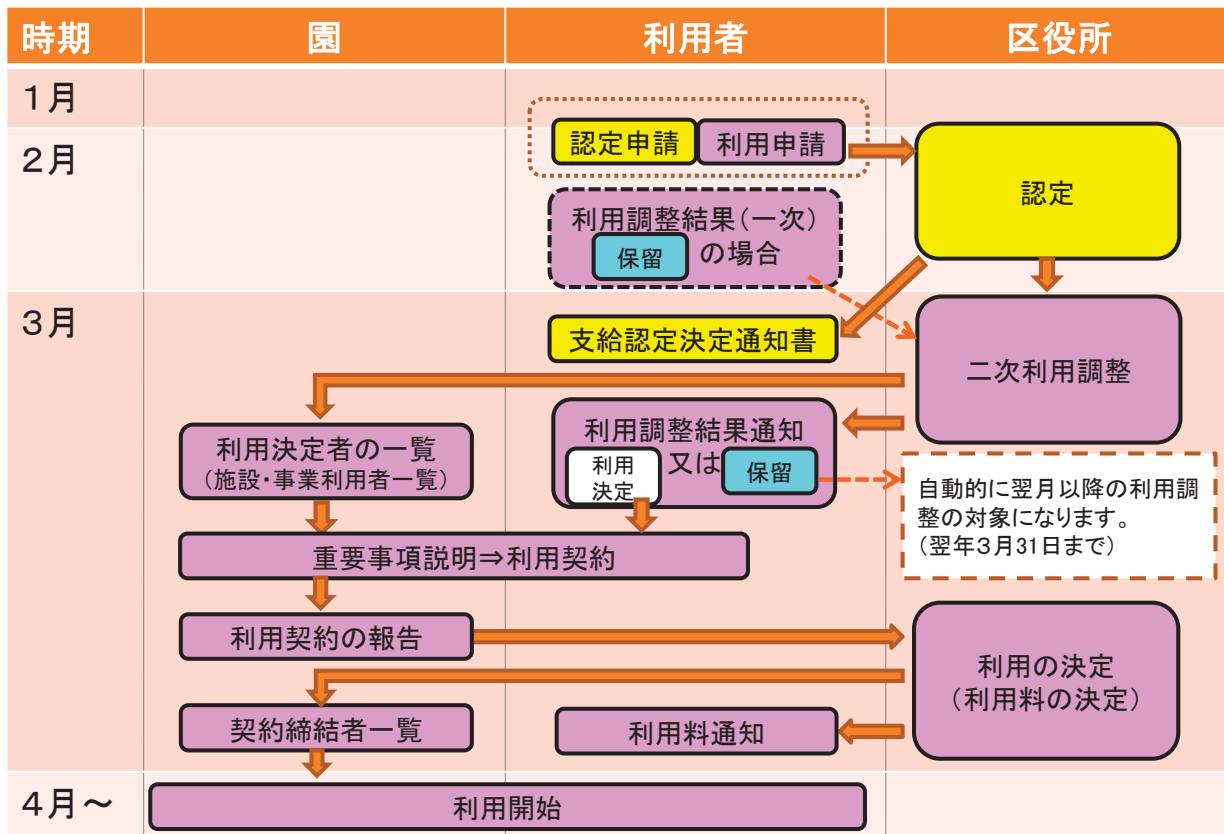 時期
園
利用者
区役所
1月
2月
認定申請
利用申請
認定
利用調整結果(一次)
保留
の場合
3月
支給認定決定通知書
二次利用調整
利用決定者の一覧
(施設・事業利用者一覧)
利用調整結果通知
利用
決定
又は
保留
自動的に翌月以降の利用調
整の対象になります。
(翌年3月31日まで)
重要事項説明⇒利用契約
利用契約の報告
利用の決定
(利用料の決定)
契約締結者一覧
利用料通知
4月~
利用開始